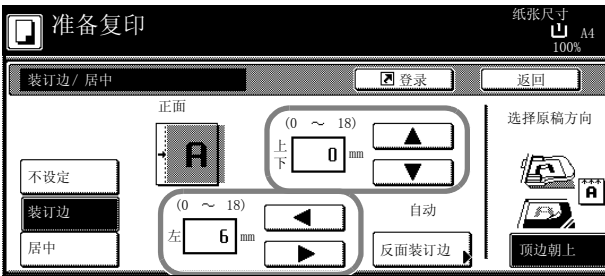 准备复印
纸张尺寸
A4
100%
装订边/ 居中
登录
返回
正面
(0 ～ 18)
上下
0 mm
选择原稿方向
A
A
不设定
装订边
居中
(0 ～ 18)
左
6 mm
自动
反面装订边
顶边朝上